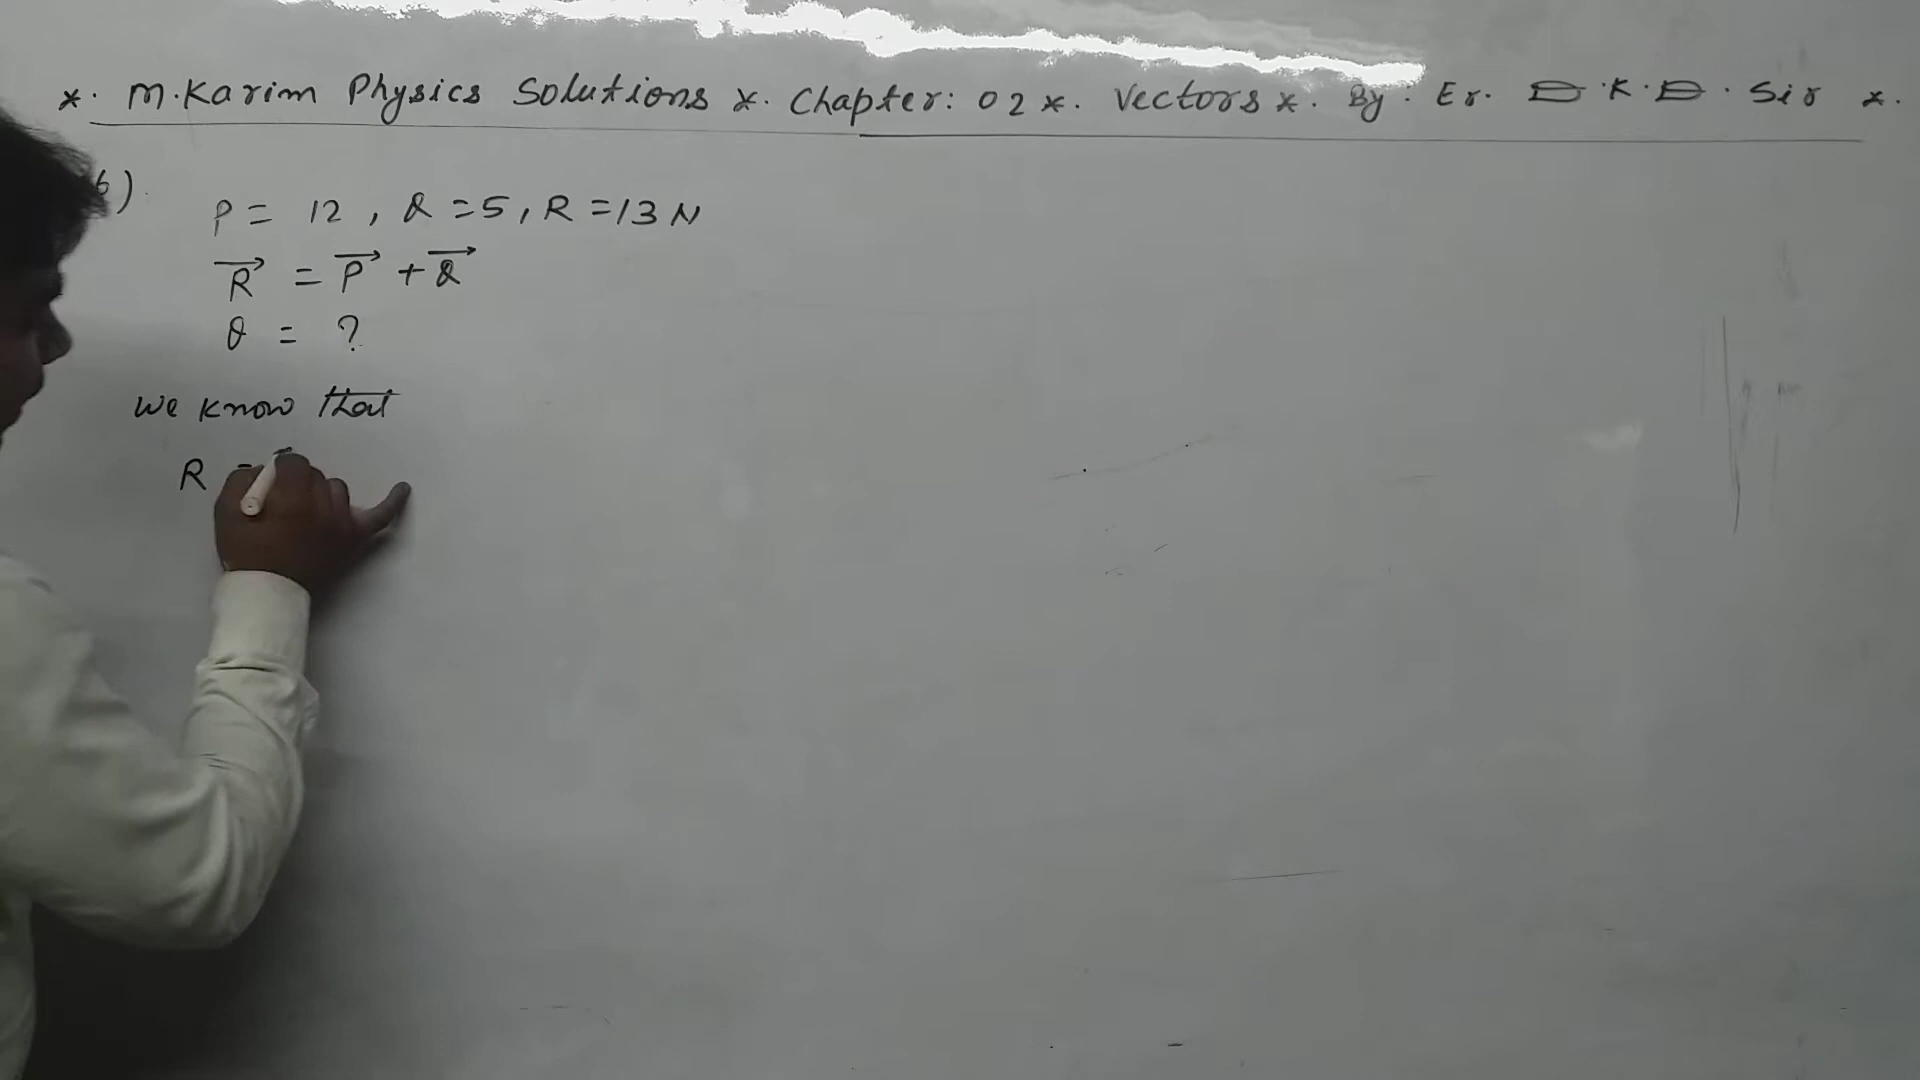 *. M.Karim Physics Solutions *. Chapter: 02 *. Vectors *. By: Er. D.K.D. Sir *.
6).
P = 12, Q = 5, R = 13 N
R⃗ = P⃗ + Q⃗
θ = ?
We know that
R =